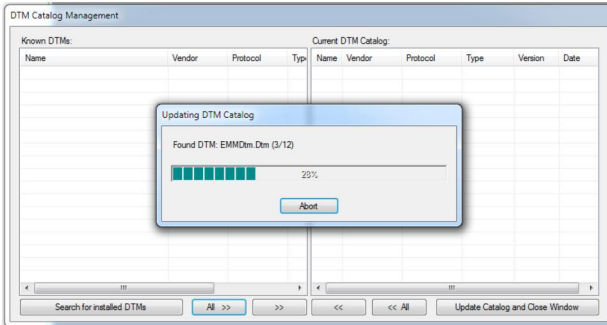 DTM Catalog Management
Known DTMs:
Current DTM Catalog:
Name Vendor Protocol Type
Name Vendor Protocol Type Version Date
Updating DTM Catalog
Found DTM: EMMDtm.Dtm (3/12)
28%
Abort
Search for installed DTMs All >> >> << << All Update Catalog and Close Window